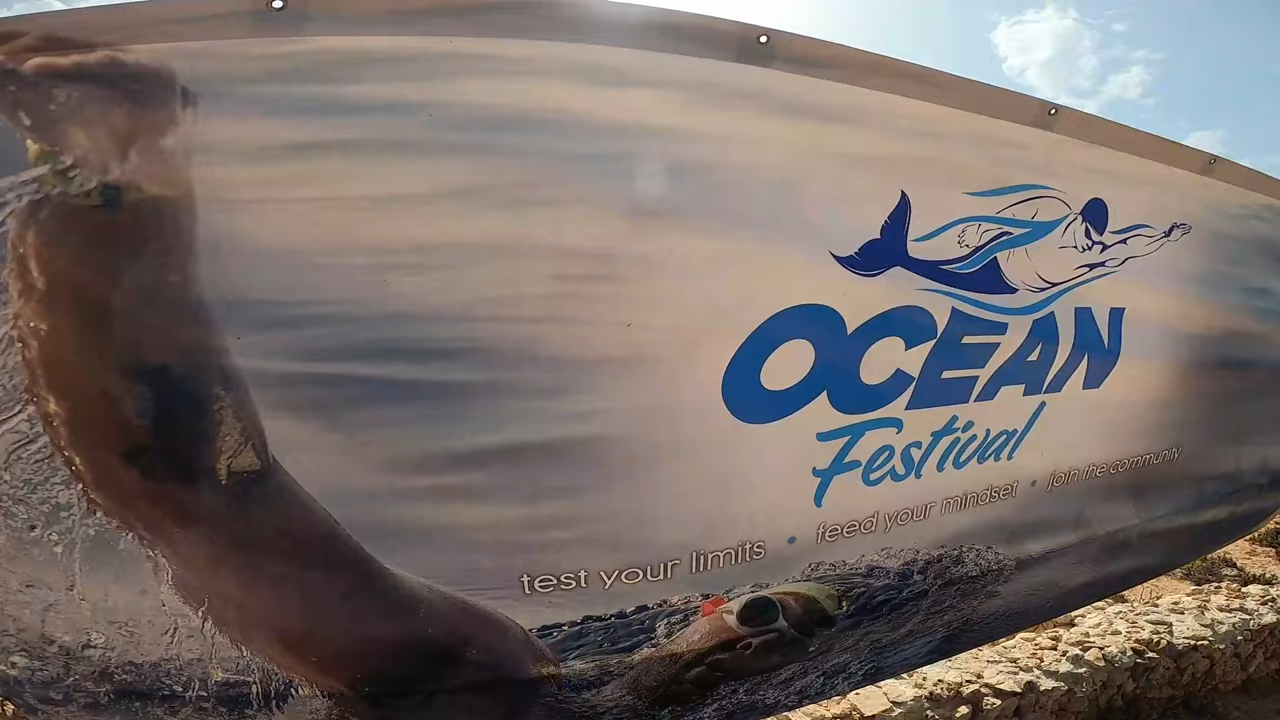 OCEAN
Festival
test your limits • feed your mindset • join the community